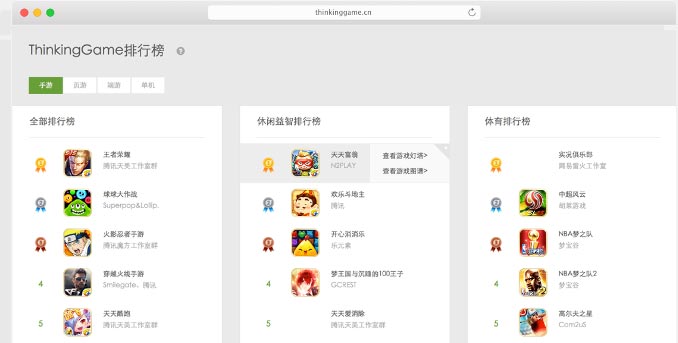 thinkinggame.cn
ThinkingGame排行榜
?
手游 页游 端游 单机
全部排行榜
王者荣耀
腾讯天美工作室群
球球大作战
Superpop&Lollip.
火影忍者手游
腾讯魔方工作室群
4
穿越火线手游
Smilegate、腾讯
5
天天酷跑
腾讯天美工作室群
休闲益智排行榜
天天富翁
N2PLAY
查看游戏灯塔>
查看游戏图谱>
欢乐斗地主
腾讯
开心消消乐
乐元素
4
梦王国与沉睡的100王子
GCREST
5
天天爱消除
腾讯天美工作室群
体育排行榜
实况俱乐部
网易萤火工作室
中超风云
胡莱游戏
NBA梦之队
梦宝谷
4
NBA梦之队2
梦宝谷
5
高尔夫之星
Com2uS